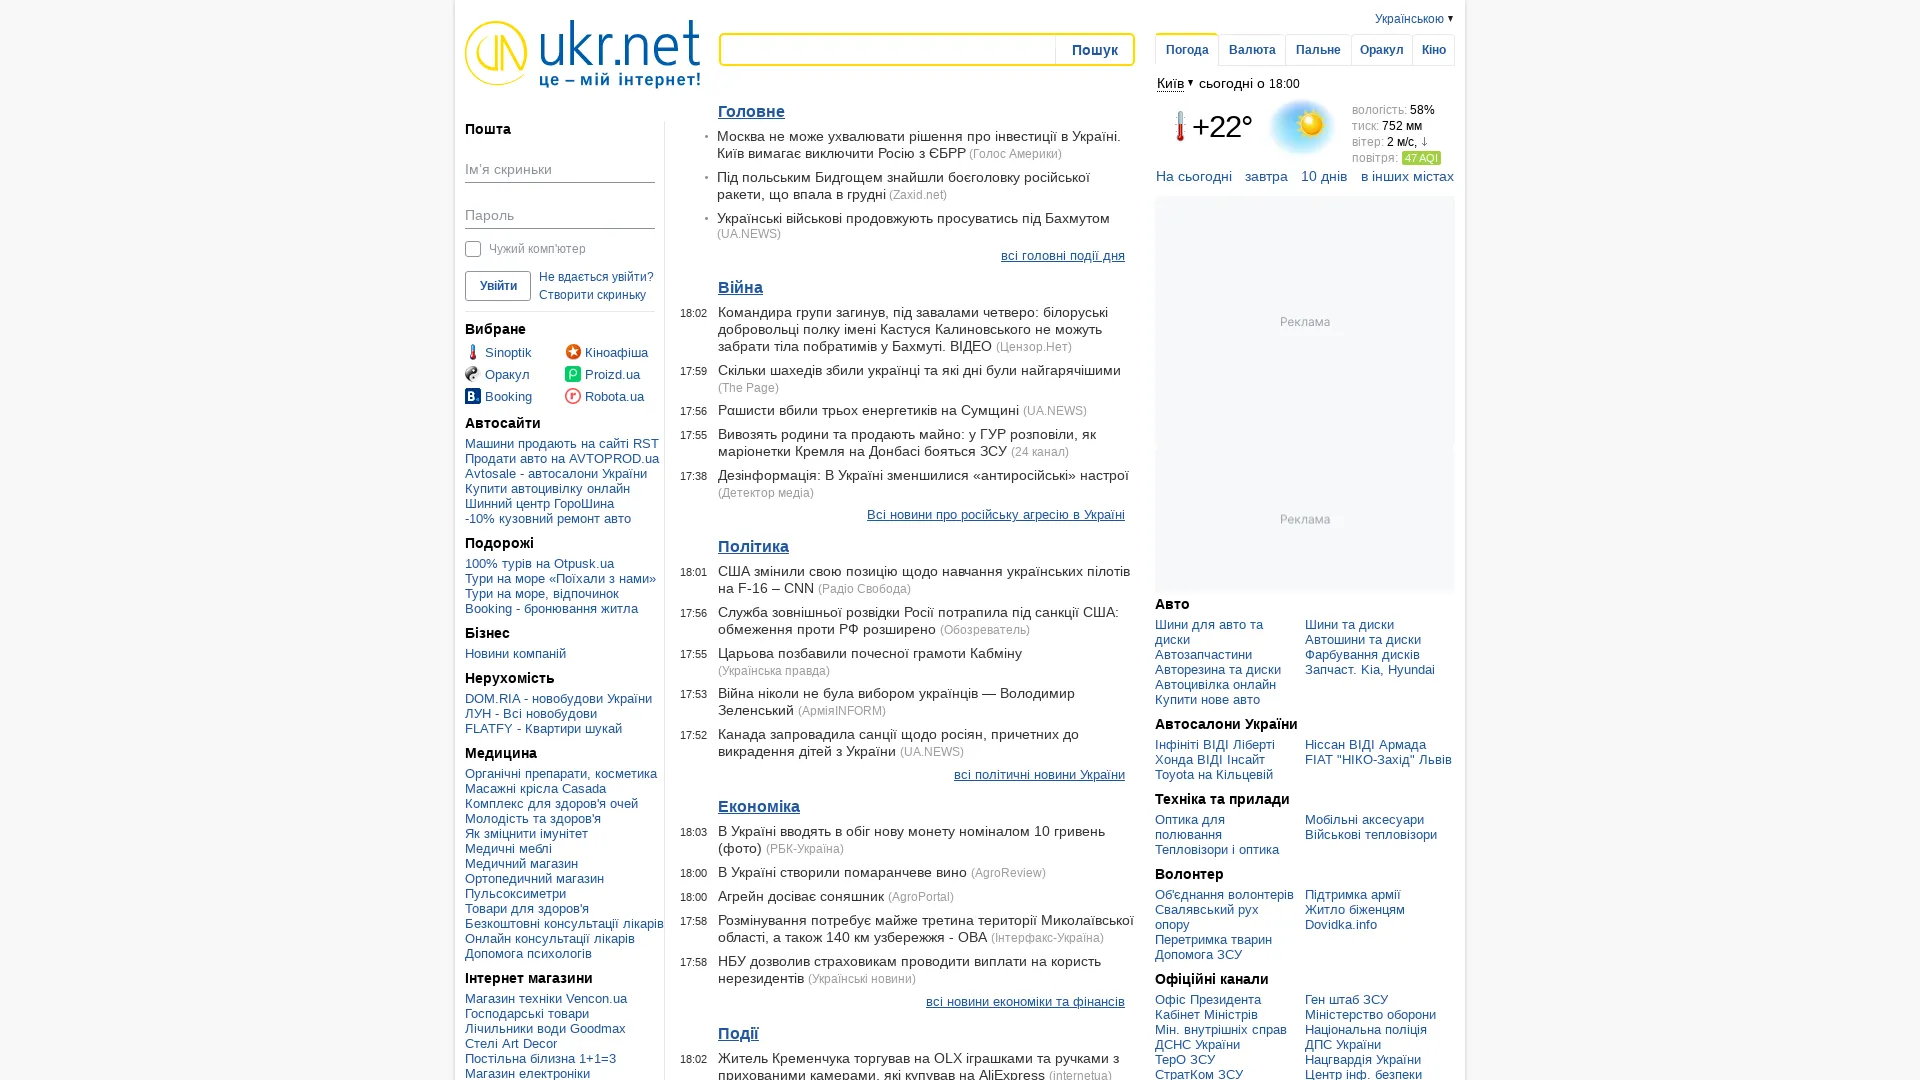 ukr.net
це – мій інтернет!
Пошук
Українською ▼
Погода Валюта Пальне Оракул Кіно
Київ ▼ сьогодні о 18:00
+22°
вологість: 58%
тиск: 752 мм
вітер: 2 м/с, ↓
повітря: 47 AQI
На сьогодні завтра 10 днів в інших містах
Пошта
Ім'я скриньки
Пароль
Чужий комп'ютер
Увійти
Не вдається увійти?
Створити скриньку
Вибране
Sinoptik
Кіноафіша
Оракул
Proizd.ua
Booking
Robota.ua
Автосайти
Машини продають на сайті RST
Продати авто на AVTOPROD.ua
Avtosale - автосалони України
Купити автоцивілку онлайн
Шинний центр ГороШина
-10% кузовний ремонт авто
Подорожі
100% турів на Otpusk.ua
Тури на море «Поїхали з нами»
Тури на море, відпочинок
Booking - бронювання житла
Бізнес
Новини компаній
Нерухомість
DOM.RIA - новобудови України
ЛУН - Всі новобудови
FLATFY - Квартири шукай
Медицина
Органічні препарати, косметика
Масажні крісла Casada
Комплекс для здоров'я очей
Молодість та здоров'я
Як зміцнити імунітет
Медичні меблі
Медичний магазин
Ортопедичний магазин
Пульсоксиметри
Товари для здоров'я
Безкоштовні консультації лікарів
Онлайн консультації лікарів
Допомога психологів
Інтернет магазини
Магазин техніки Vencon.ua
Господарські товари
Лічильники води Goodmax
Стелі Art Decor
Постільна білизна 1+1=3
Магазин електроніки
Головне
Москва не може ухвалювати рішення про інвестиції в Україні.
Київ вимагає виключити Росію з ЄБРР (Голос Америки)
Під польським Бидгощем знайшли боєголовку російської
ракети, що впала в грудні (Zaxid.net)
Українські військові продовжують просуватись під Бахмутом
(UA.NEWS)
всі головні події дня
Війна
18:02 Командира групи загинув, під завалами четверо: білоруські
добровольці полку імені Кастуся Калиновського не можуть
забрати тіла побратимів у Бахмуті. ВІДЕО (Цензор.Нет)
17:59 Скільки шахедів збили українці та які дні були найгарячішими
(The Page)
17:56 Рαшисти вбили трьох енергетиків на Сумщині (UA.NEWS)
17:55 Вивозять родини та продають майно: у ГУР розповіли, як
маріонетки Кремля на Донбасі бояться ЗСУ (24 канал)
17:38 Дезінформація: В Україні зменшилися «антиросійські» настрої
(Детектор медіа)
Всі новини про російську агресію в Україні
Політика
18:01 США змінили свою позицію щодо навчання українських пілотів
на F-16 – CNN (Радіо Свобода)
17:56 Служба зовнішньої розвідки Росії потрапила під санкції США:
обмеження проти РФ розширено (Обозреватель)
17:55 Царьова позбавили почесної грамоти Кабміну
(Українська правда)
17:53 Війна ніколи не була вибором українців — Володимир
Зеленський (АрміяINFORM)
17:52 Канада запровадила санції щодо росіян, причетних до
викрадення дітей з України (UA.NEWS)
всі політичні новини України
Економіка
18:03 В Україні вводять в обіг нову монету номіналом 10 гривень
(фото) (РБК-Україна)
18:00 В Україні створили помаранчеве вино (AgroReview)
18:00 Агрейн досіває соняшник (AgroPortal)
17:58 Розмінування потребує майже третина території Миколаївської
області, а також 140 км узбережжя - ОВА (Інтерфакс-Україна)
17:58 НБУ дозволив страховикам проводити виплати на користь
нерезидентів (Українські новини)
всі новини економіки та фінансів
Події
18:02 Житель Кременчука торгував на OLX іграшками та ручками з
прихованими камерами, які купував на AliExpress (internetua)
Реклама
Реклама
Авто
Шини для авто та
диски
Автозапчастини
Авторезина та диски
Автоцивілка онлайн
Купити нове авто
Шини та диски
Автошини та диски
Фарбування дисків
Запчаст. Kia, Hyundai
Автосалони України
Інфініті ВІДІ Ліберті
Хонда ВІДІ Інсайт
Toyota на Кільцевій
Ніссан ВІДІ Армада
FIAT "НІКО-Захід" Львів
Техніка та прилади
Оптика для
полювання
Тепловізори і оптика
Мобільні аксесуари
Військові тепловізори
Волонтер
Об'єднання волонтерів
Свалявський рух
опору
Перетримка тварин
Допомога ЗСУ
Підтримка армії
Житло біженцям
Dovidka.info
Офіційні канали
Офіс Президента
Кабінет Міністрів
Мін. внутрішніх справ
ДСНС України
ТерО ЗСУ
СтратКом ЗСУ
Ген штаб ЗСУ
Міністерство оборони
Національна поліція
ДПС України
Нацгвардія України
Центр інф. безпеки